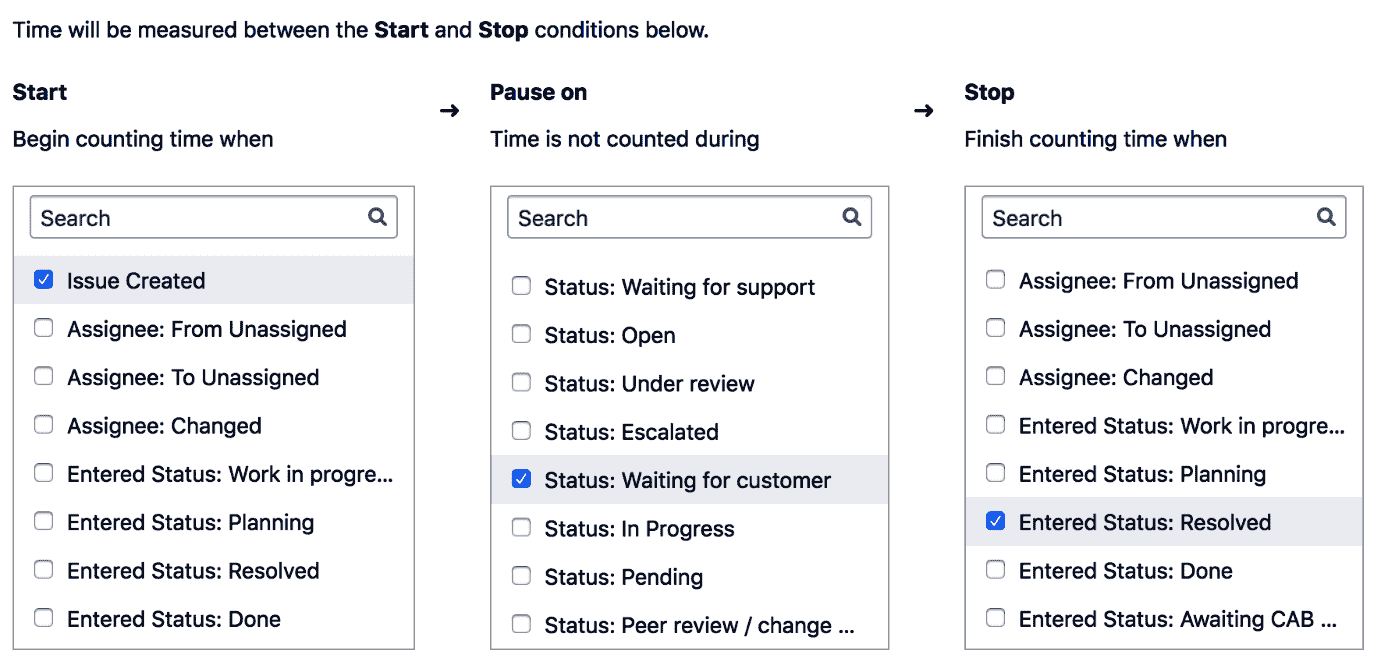 Time will be measured between the Start and Stop conditions below.
Start
Begin counting time when
Search
Issue Created
Assignee: From Unassigned
Assignee: To Unassigned
Assignee: Changed
Entered Status: Work in progre...
Entered Status: Planning
Entered Status: Resolved
Entered Status: Done
Pause on
Time is not counted during
Search
Status: Waiting for support
Status: Open
Status: Under review
Status: Escalated
Status: Waiting for customer
Status: In Progress
Status: Pending
Status: Peer review / change ...
Stop
Finish counting time when
Search
Assignee: From Unassigned
Assignee: To Unassigned
Assignee: Changed
Entered Status: Work in progre...
Entered Status: Planning
Entered Status: Resolved
Entered Status: Done
Entered Status: Awaiting CAB ...